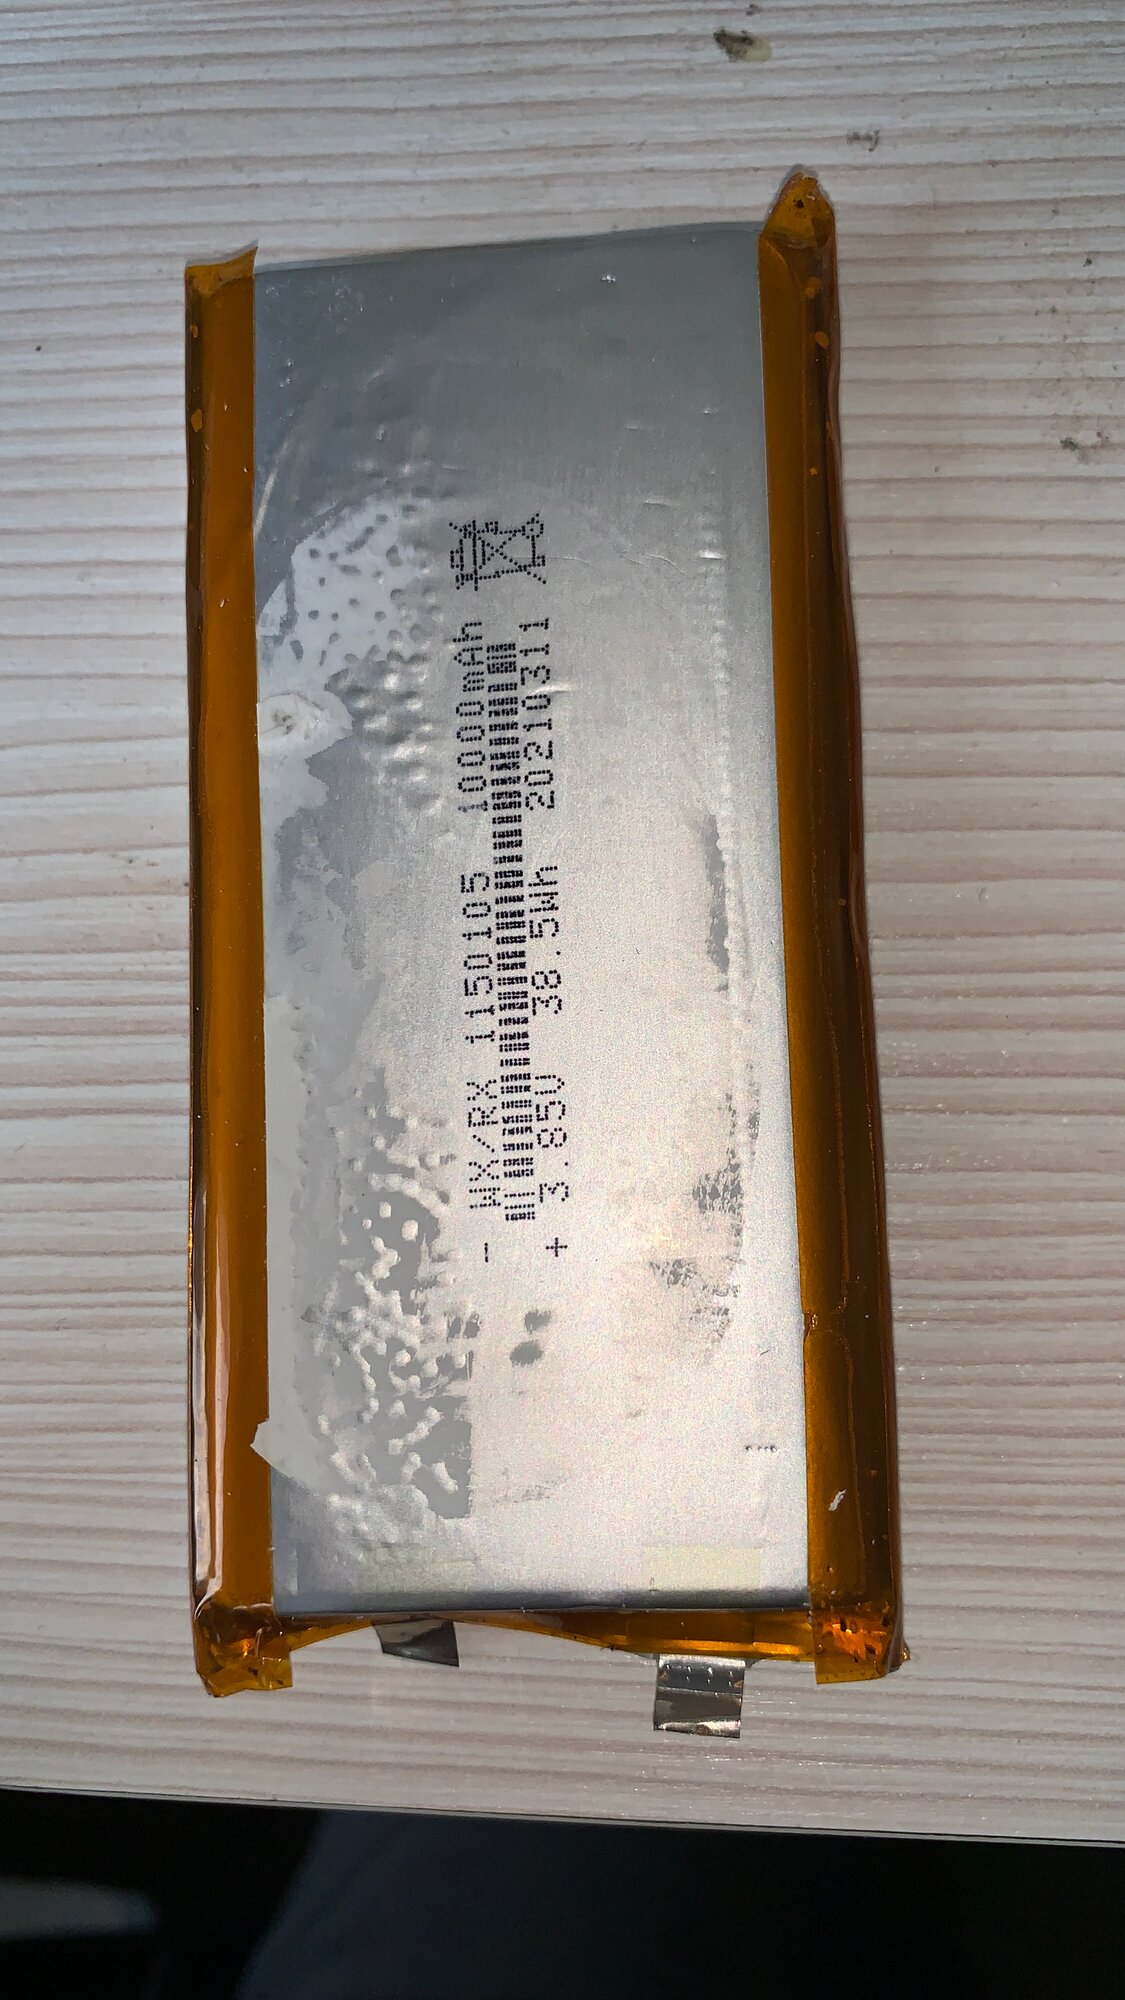 - WX/RX 1150105 10000mAh
+ 3.85V 38.5Wh 20210311